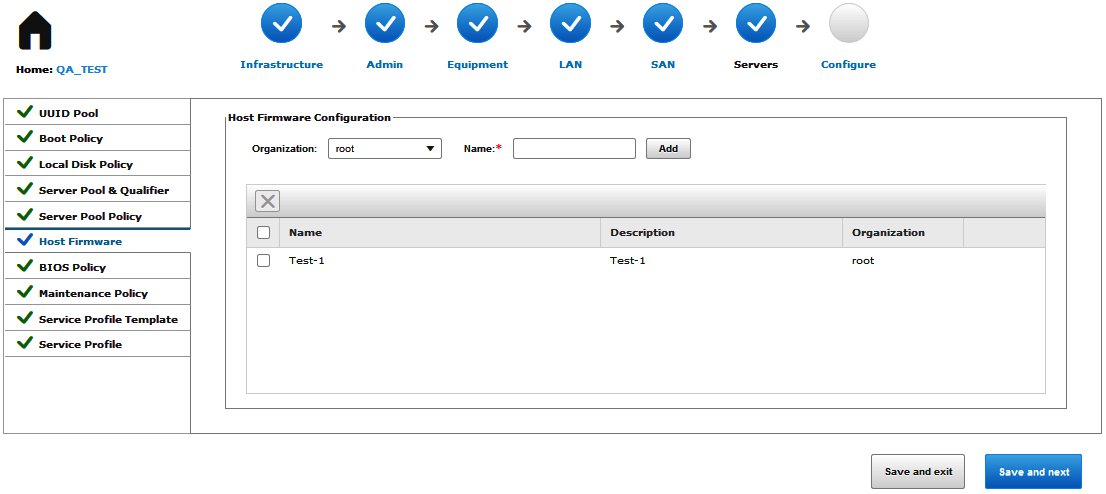 Home: QA_TEST
Infrastructure
Admin
Equipment
LAN
SAN
Servers
Configure
UUID Pool
Boot Policy
Local Disk Policy
Server Pool & Qualifier
Server Pool Policy
Host Firmware
BIOS Policy
Maintenance Policy
Service Profile Template
Service Profile
Host Firmware Configuration
Organization: root Name:* Add
Name Description Organization
Test-1 Test-1 root
Save and exit Save and next